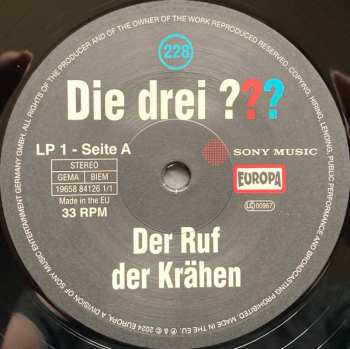 ALL RIGHTS OF THE PRODUCER AND OF THE OWNER OF THE WORK REPRODUCED RESERVED. COPYING, HIRING, LENDING, PUBLIC PERFORMANCE AND BROADCASTING PROHIBITED. MADE IN THE EU.
228
Die drei ???
LP 1 - Seite A
SONY MUSIC
STEREO
GEMA BIEM
19658 84126 1/1
Made in the EU
33 RPM
EUROPA
LC 00967
Der Ruf
der Krähen
℗ & © 2024 EUROPA, A DIVISION OF SONY MUSIC ENTERTAINMENT GERMANY GMBH.